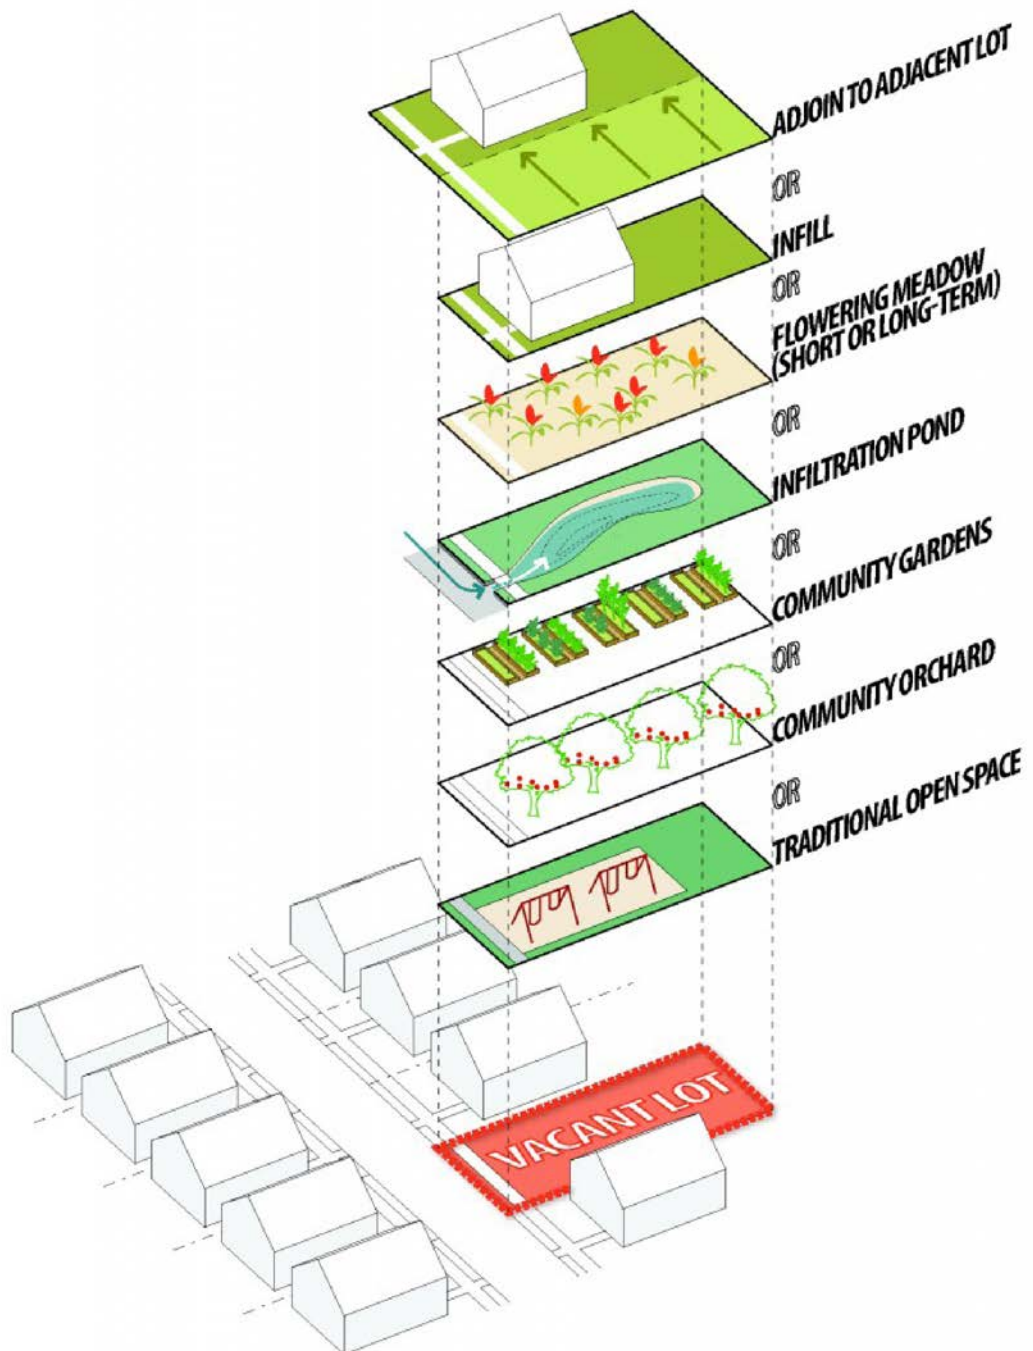 ADJOIN TO ADJACENT LOT
OR
INFILL
OR
FLOWERING MEADOW
(SHORT OR LONG-TERM)
OR
INFILTRATION POND
OR
COMMUNITY GARDENS
OR
COMMUNITY ORCHARD
OR
TRADITIONAL OPEN SPACE
VACANT LOT